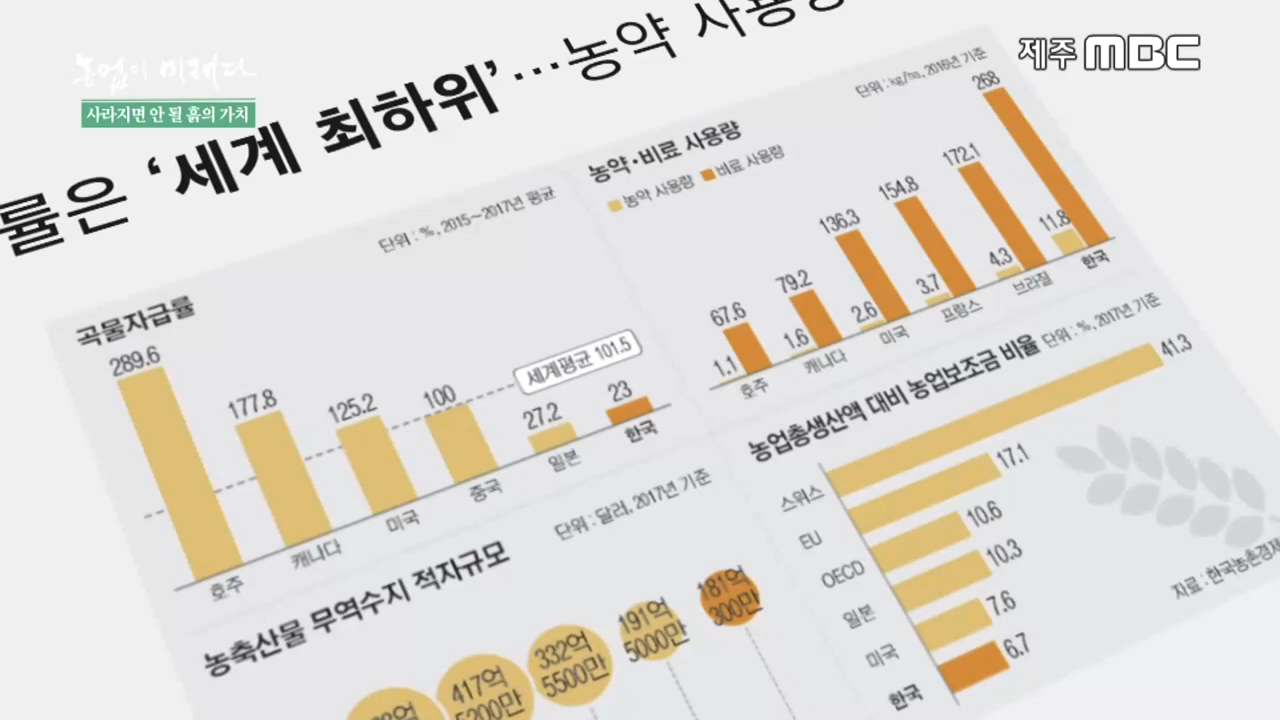 농업이 미래다
사라지면 안 될 흙의 가치
제주 MBC
률은 ‘세계 최하위’…농약 사용량
곡물자급률
단위 : %, 2015~2017년 평균
289.6
177.8
125.2
100
27.2
23
세계평균 101.5
호주
캐나다
미국
중국
일본
한국
농약·비료 사용량
단위 : kg/ha, 2016년 기준
농약 사용량 비료 사용량
1.1
67.6
1.6
79.2
2.6
136.3
3.7
154.8
4.3
172.1
11.8
268
호주
캐나다
미국
프랑스
브라질
한국
농축산물 무역수지 적자규모
단위 : 달러, 2017년 기준
417억
5200만
332억
5500만
191억
5000만
181억
300만
농업총생산액 대비 농업보조금 비율
단위 : %, 2017년 기준
스위스 41.3
EU 17.1
OECD 10.6
일본 10.3
미국 7.6
한국 6.7
자료 : 한국농촌경제